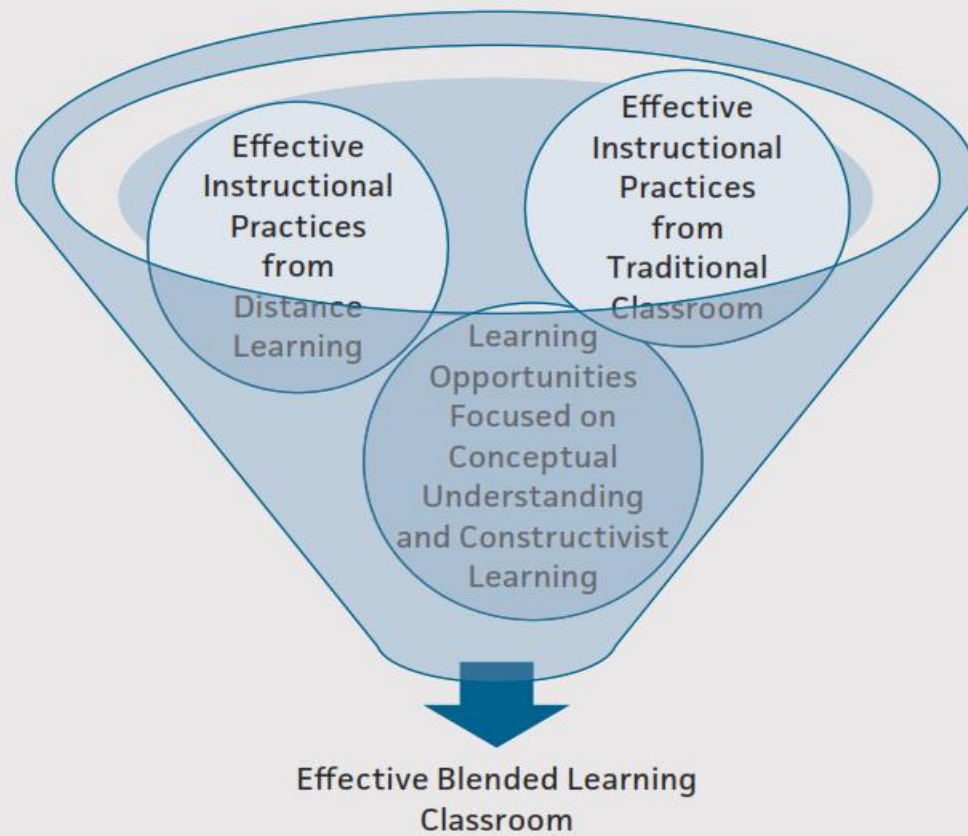 Effective
Instructional
Practices
from
Distance
Learning
Effective
Instructional
Practices
from
Traditional
Classroom
Learning
Opportunities
Focused on
Conceptual
Understanding
and Constructivist
Learning
Effective Blended Learning
Classroom